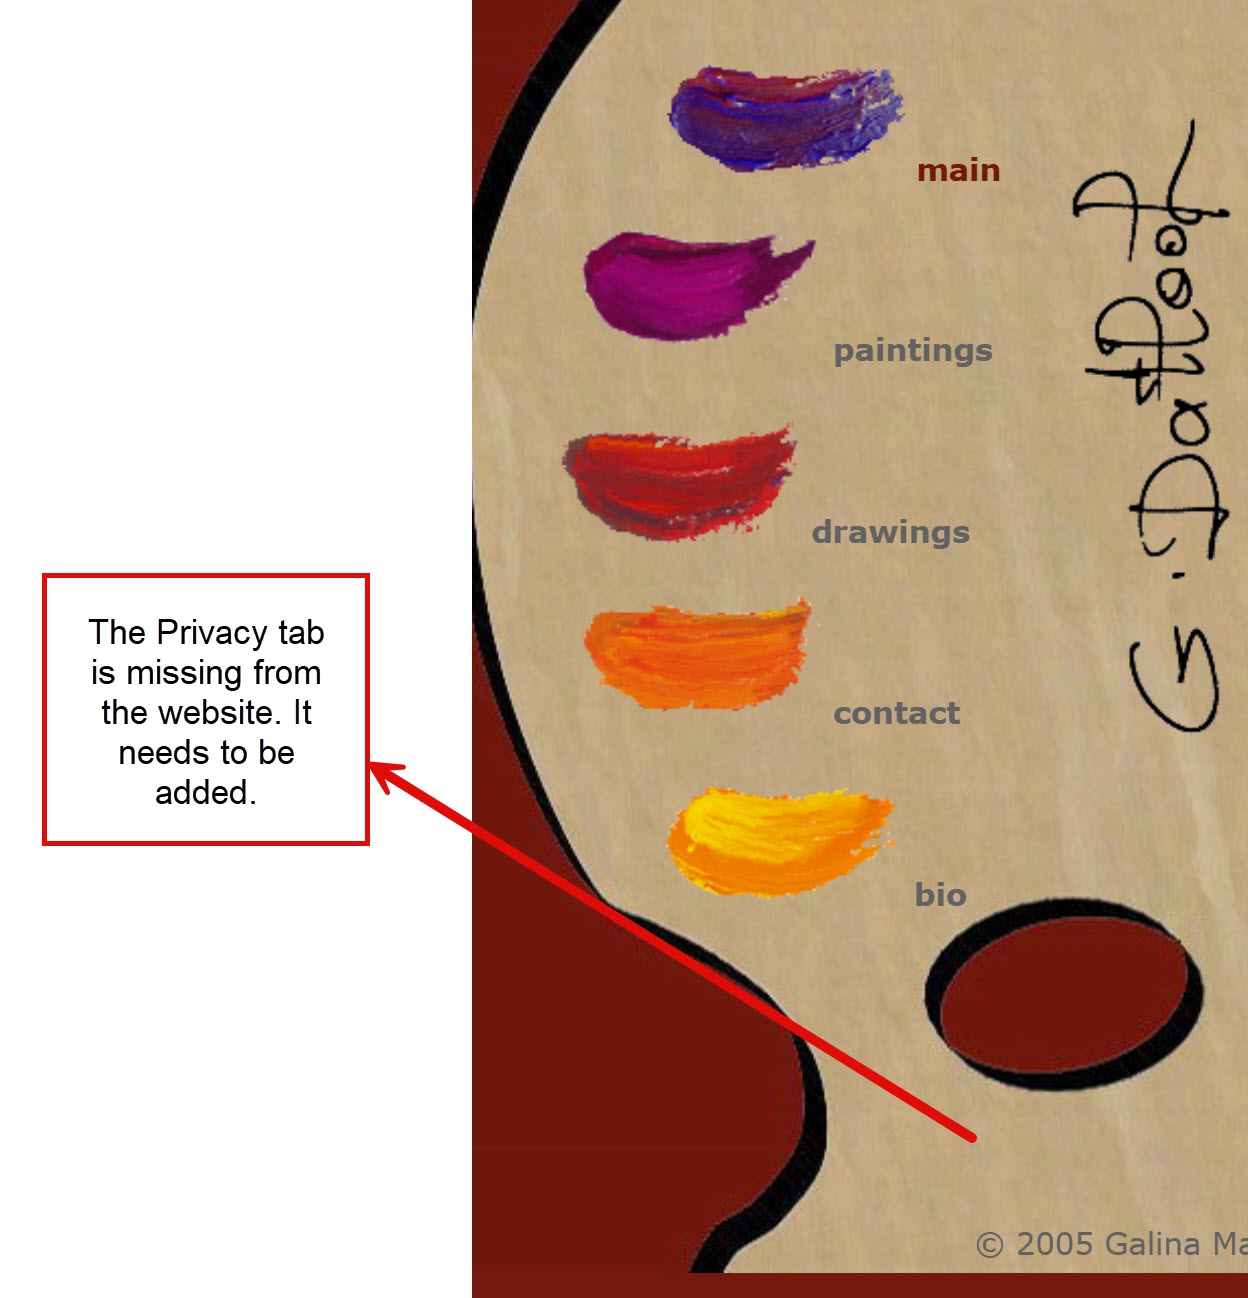 main
paintings
drawings
contact
bio
The Privacy tab
is missing from
the website. It
needs to be
added.
© 2005 Galina Ma